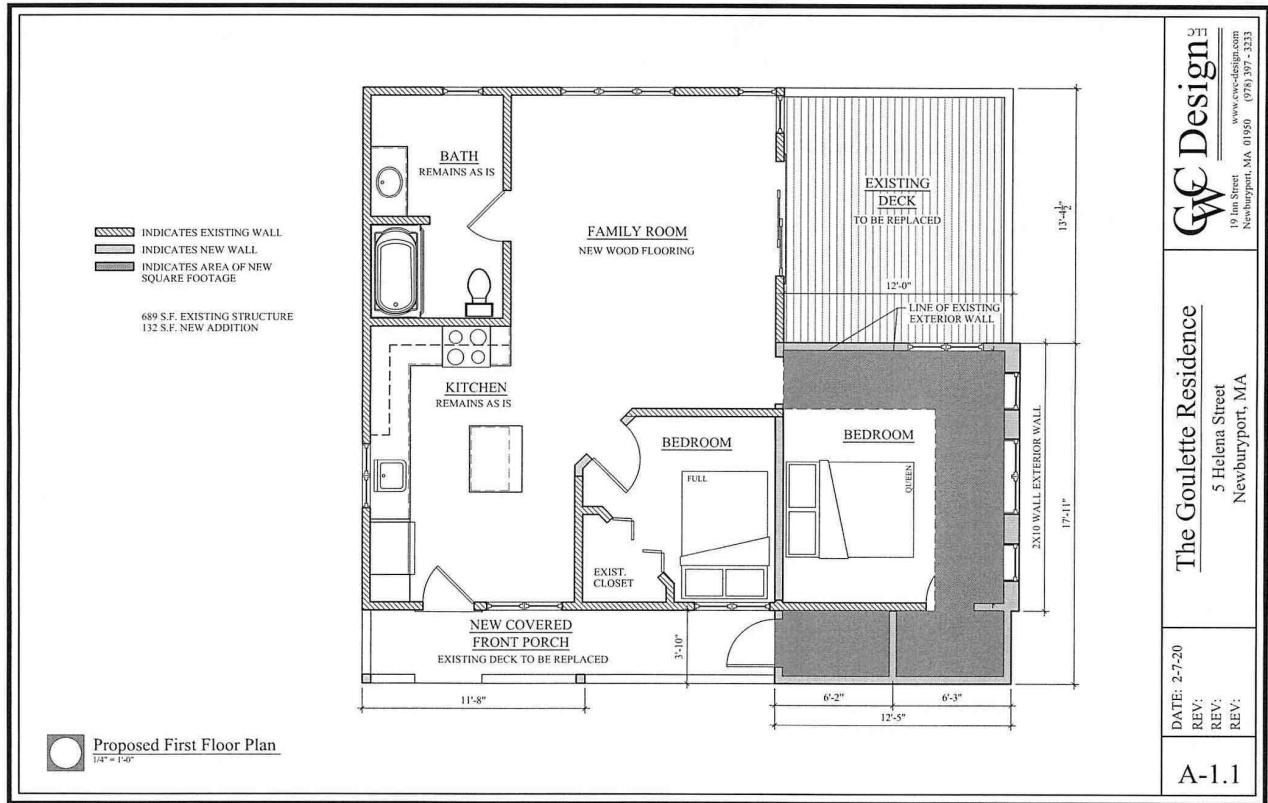 BATH
REMAINS AS IS
FAMILY ROOM
NEW WOOD FLOORING
EXISTING
DECK
TO BE REPLACED
13'-4½"
12'-0"
LINE OF EXISTING
EXTERIOR WALL
INDICATES EXISTING WALL
INDICATES NEW WALL
INDICATES AREA OF NEW
SQUARE FOOTAGE
689 S.F. EXISTING STRUCTURE
132 S.F. NEW ADDITION
KITCHEN
REMAINS AS IS
BEDROOM
FULL
EXIST.
CLOSET
BEDROOM
QUEEN
2X10 WALL EXTERIOR WALL
17'-11"
NEW COVERED
FRONT PORCH
EXISTING DECK TO BE REPLACED
3'-10"
11'-8"
6'-2"
6'-3"
12'-5"
Proposed First Floor Plan
1/4" = 1'-0"
CWC Design LLC
19 Inn Street
Newburyport, MA 01950
www.cwc-design.com
(978) 397 - 3233
The Goulette Residence
5 Helena Street
Newburyport, MA
DATE: 2-7-20
REV:
REV:
REV:
A-1.1